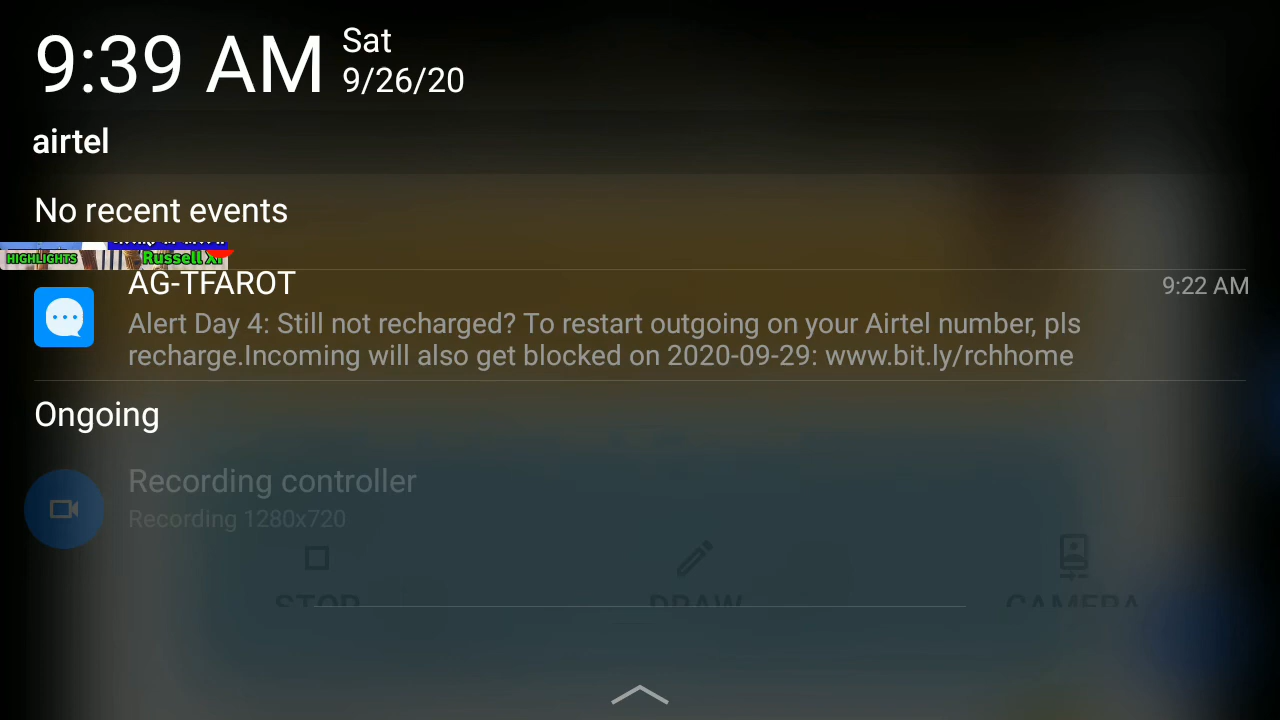 9:39 AM
Sat
9/26/20
airtel
No recent events
HIGHLIGHTS
Russell XI
AG-TFAROT
9:22 AM
Alert Day 4: Still not recharged? To restart outgoing on your Airtel number, pls
recharge.Incoming will also get blocked on 2020-09-29: www.bit.ly/rchhome
Ongoing
Recording controller
Recording 1280x720
STOP
DRAW
CAMERA